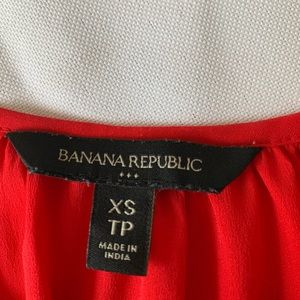 BANANA REPUBLIC
XS
TP
MADE IN
INDIA